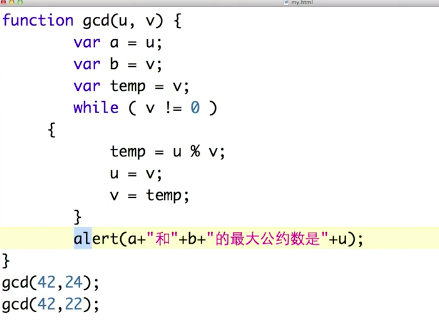 my.html
function gcd(u, v) {
var a = u;
var b = v;
var temp = v;
while ( v != 0 )
{
temp = u % v;
u = v;
v = temp;
}
alert(a+"和"+b+"的最大公约数是"+u);
}
gcd(42,24);
gcd(42,22);